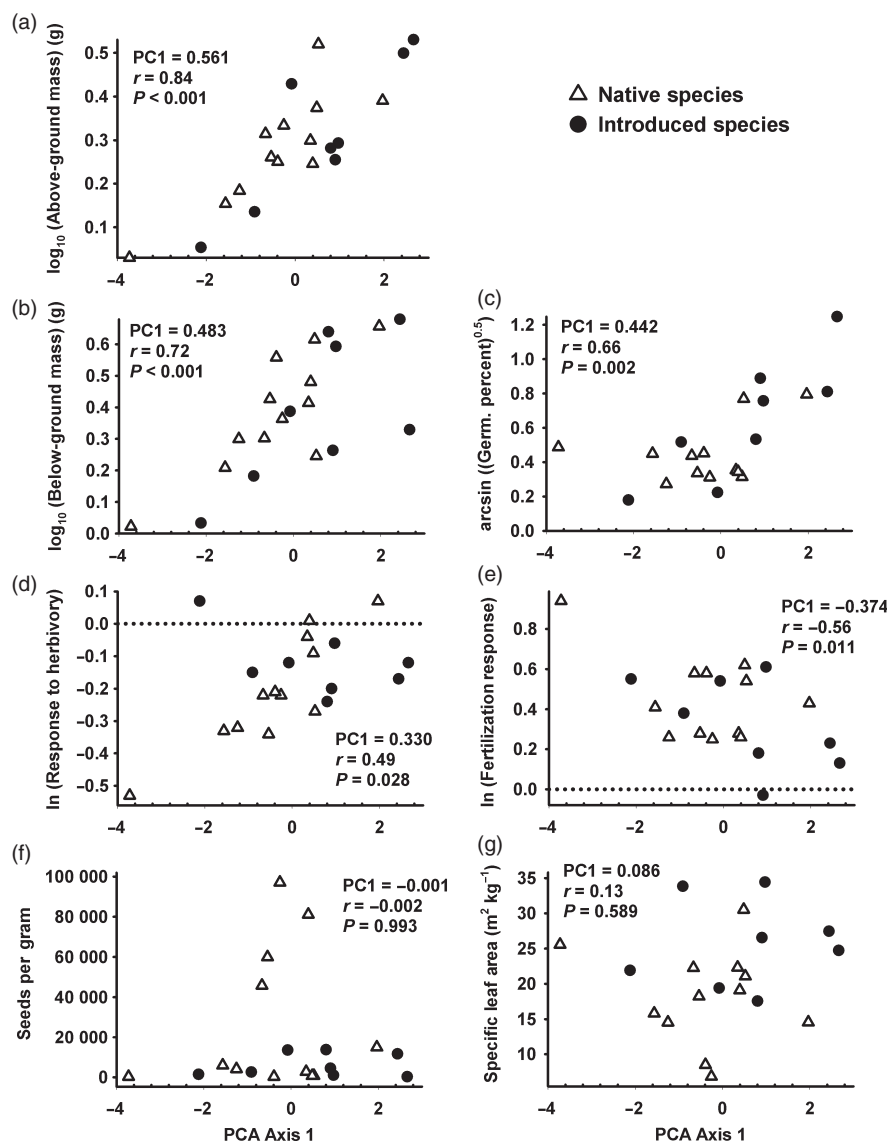 (a)
log₁₀ (Above-ground mass) (g)
0.5
0.4
0.3
0.2
0.1
PC1 = 0.561
r = 0.84
P < 0.001
−4
−2
0
2
Native species
Introduced species
(b)
log₁₀ (Below-ground mass) (g)
0.6
0.5
0.4
0.3
0.2
0.1
0.0
PC1 = 0.483
r = 0.72
P < 0.001
−4
−2
0
2
(c)
arcsin ((Germ. percent)⁰·⁵
1.2
1.0
0.8
0.6
0.4
0.2
0.0
PC1 = 0.442
r = 0.66
P = 0.002
−4
−2
0
2
(d)
ln (Response to herbivory)
0.1
0.0
−0.1
−0.2
−0.3
−0.4
−0.5
PC1 = 0.330
r = 0.49
P = 0.028
−4
−2
0
2
(e)
ln (Fertilization response)
0.8
0.6
0.4
0.2
0.0
PC1 = −0.374
r = −0.56
P = 0.011
−4
−2
0
2
(f)
Seeds per gram
100 000
80 000
60 000
40 000
20 000
0
PC1 = −0.001
r = −0.002
P = 0.993
−4
−2
0
2
PCA Axis 1
(g)
Specific leaf area (m² kg⁻¹)
35
30
25
20
15
10
PC1 = 0.086
r = 0.13
P = 0.589
−4
−2
0
2
PCA Axis 1